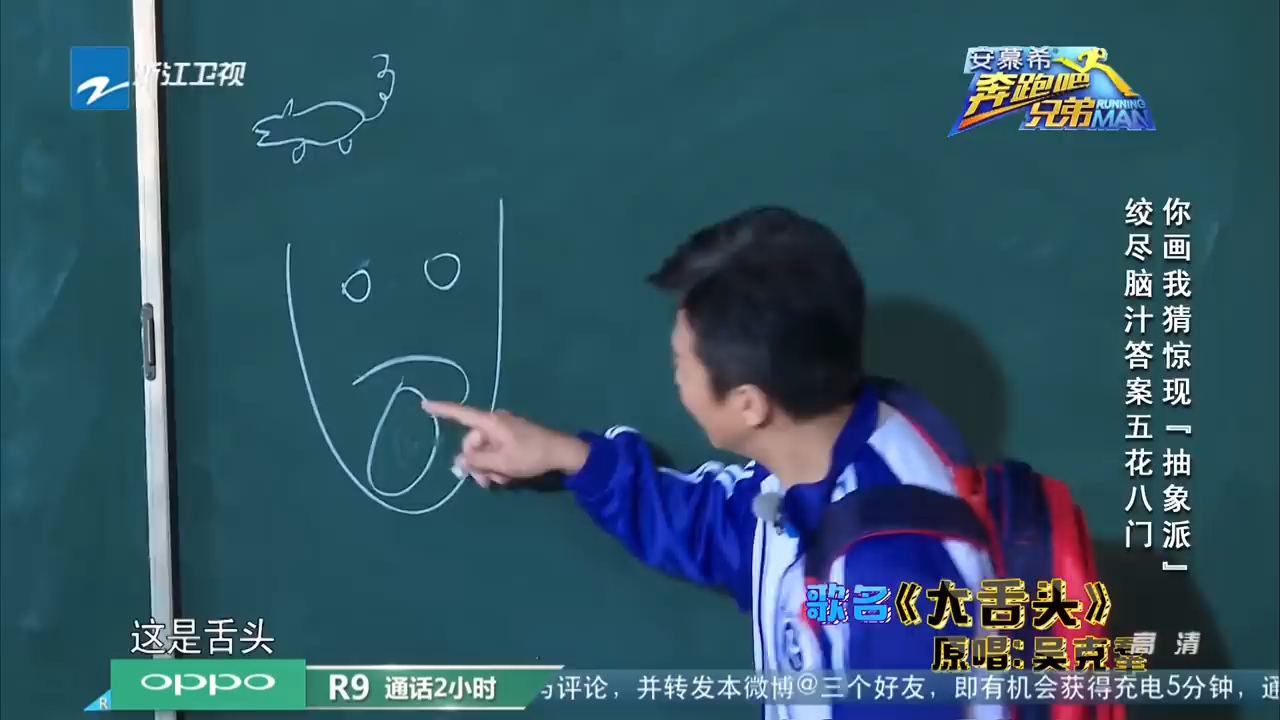 浙江卫视
安慕希
奔跑吧
兄弟
RUNNING
MAN
你画我猜惊现『抽象派』
绞尽脑汁答案五花八门
歌名《大舌头》
原唱:吴克羣
高清
这是舌头
oppo
R9 通话2小时
与评论，并转发本微博@三个好友，即有机会获得充电5分钟，通
R